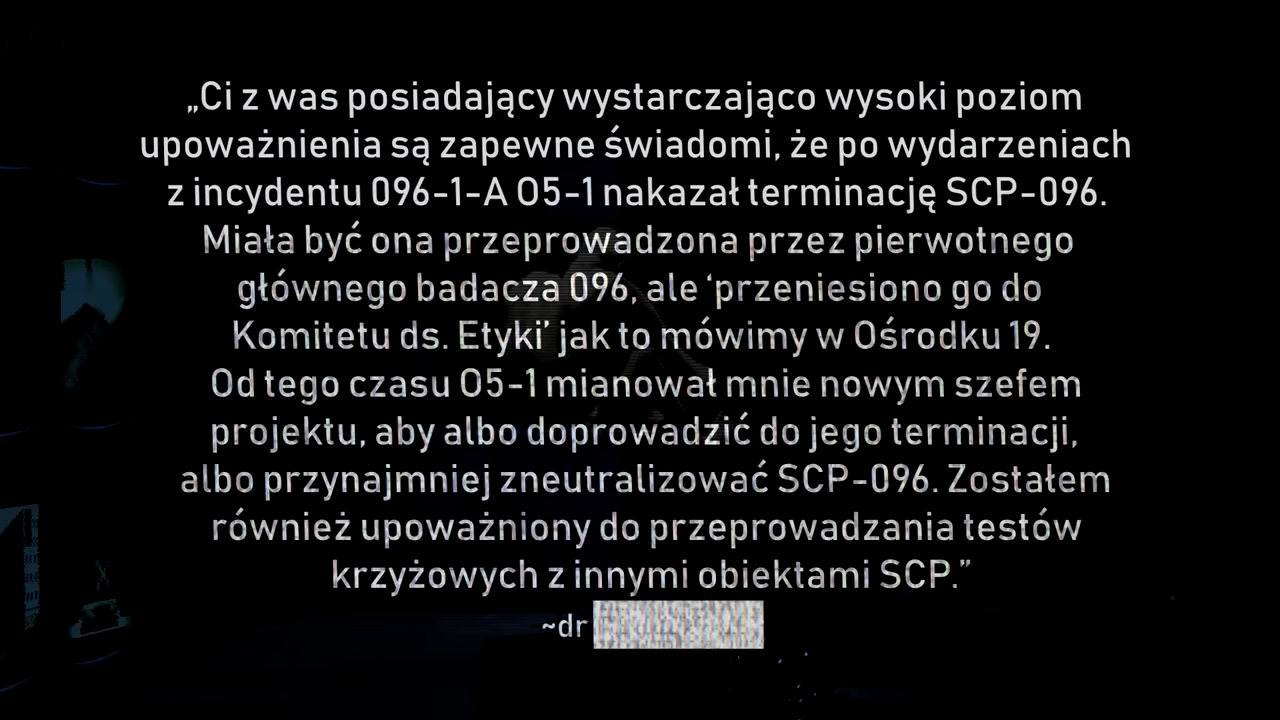 „Ci z was posiadający wystarczająco wysoki poziom
upoważnienia są zapewne świadomi, że po wydarzeniach
z incydentu 096-1-A O5-1 nakazał terminację SCP-096.
Miała być ona przeprowadzona przez pierwotnego
głównego badacza 096, ale ‘przeniesiono go do
Komitetu ds. Etyki’ jak to mówimy w Ośrodku 19.
Od tego czasu O5-1 mianował mnie nowym szefem
projektu, aby albo doprowadzić do jego terminacji,
albo przynajmniej zneutralizować SCP-096. Zostałem
również upoważniony do przeprowadzania testów
krzyżowych z innymi obiektami SCP.”
~dr